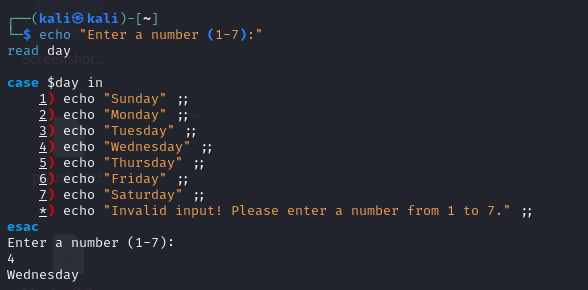 ┌──(kali㉿kali)-[~]
└─$ echo "Enter a number (1-7):"
read day

case $day in
    1) echo "Sunday" ;;
    2) echo "Monday" ;;
    3) echo "Tuesday" ;;
    4) echo "Wednesday" ;;
    5) echo "Thursday" ;;
    6) echo "Friday" ;;
    7) echo "Saturday" ;;
    *) echo "Invalid input! Please enter a number from 1 to 7." ;;
esac
Enter a number (1-7):
4
Wednesday